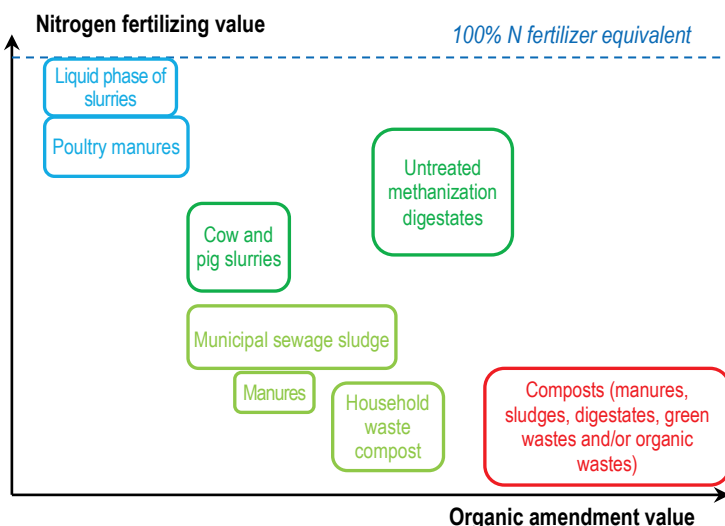 Nitrogen fertilizing value
100% N fertilizer equivalent
Liquid phase of
slurries
Poultry manures
Untreated
methanization
digestates
Cow and
pig slurries
Municipal sewage sludge
Manures
Household
waste
compost
Composts (manures,
sludges, digestates, green
wastes and/or organic
wastes)
Organic amendment value